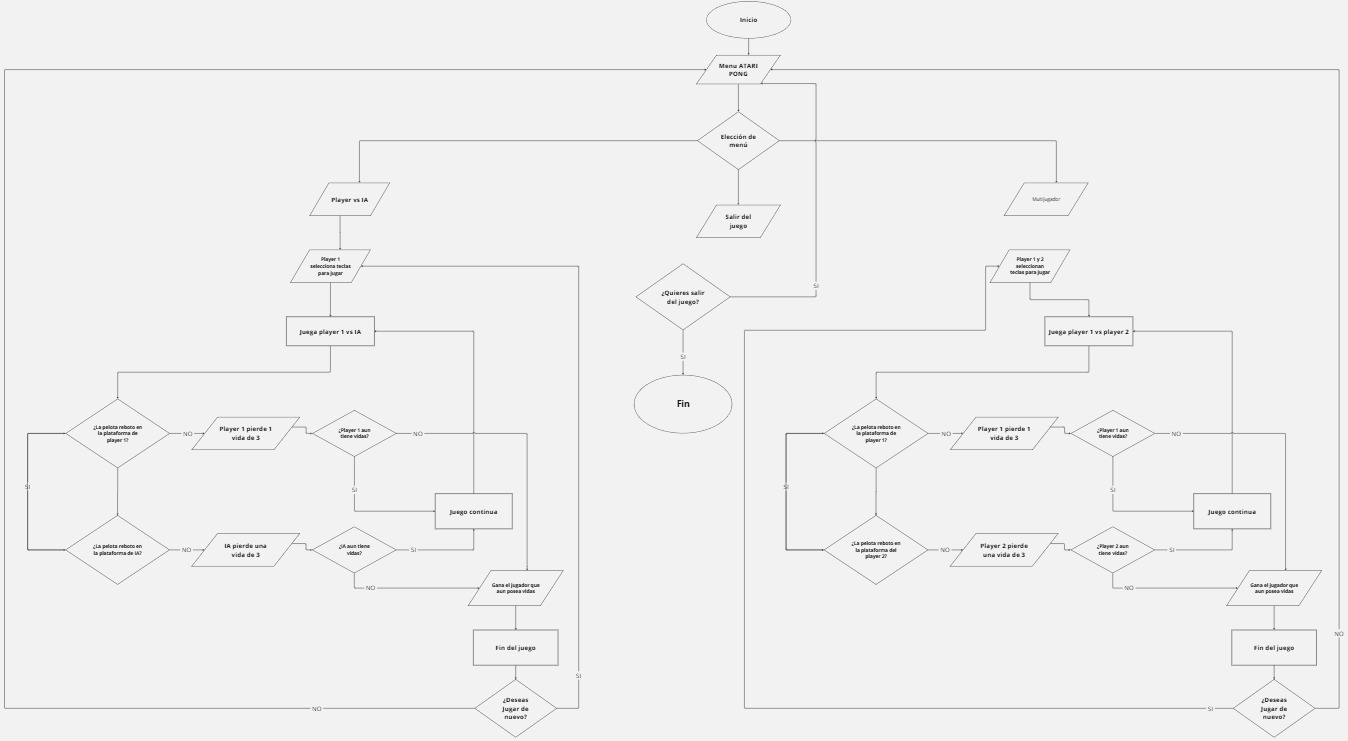 Inicio
Menu ATARI
PONG
Elección de
menú
Player vs IA
Salir del
juego
Multijugador
Player 1
selecciona teclas
para jugar
¿Quieres salir
del juego?
SI
SI
Fin
Player 1 y 2
seleccionan
teclas para jugar
Juega player 1 vs IA
Juega player 1 vs player 2
¿La pelota reboto en
la plataforma de
player 1?
NO
Player 1 pierde 1
vida de 3
¿Player 1 aun
tiene vidas?
NO
SI
SI
Juego continua
¿La pelota reboto en
la plataforma de IA?
NO
IA pierde una
vida de 3
¿IA aun tiene
vidas?
SI
NO
Gana el jugador que
aun posea vidas
Fin del juego
SI
¿Deseas
Jugar de
nuevo?
NO
¿La pelota reboto en
la plataforma de
player 1?
NO
Player 1 pierde 1
vida de 3
¿Player 1 aun
tiene vidas?
NO
SI
SI
Juego continua
¿La pelota reboto en
la plataforma del
player 2?
NO
Player 2 pierde
una vida de 3
¿Player 2 aun
tiene vidas?
SI
NO
Gana el jugador que
aun posea vidas
Fin del juego
NO
¿Deseas
Jugar de
nuevo?
SI